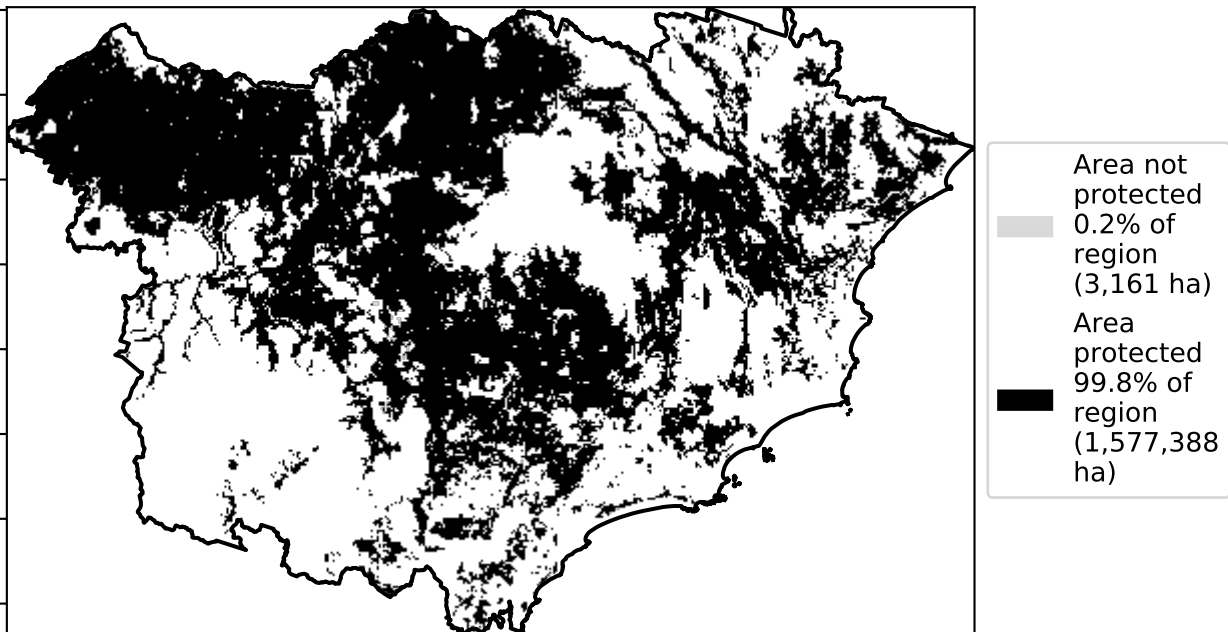 Area not
protected
0.2% of
region
(3,161 ha)
Area
protected
99.8% of
region
(1,577,388
ha)